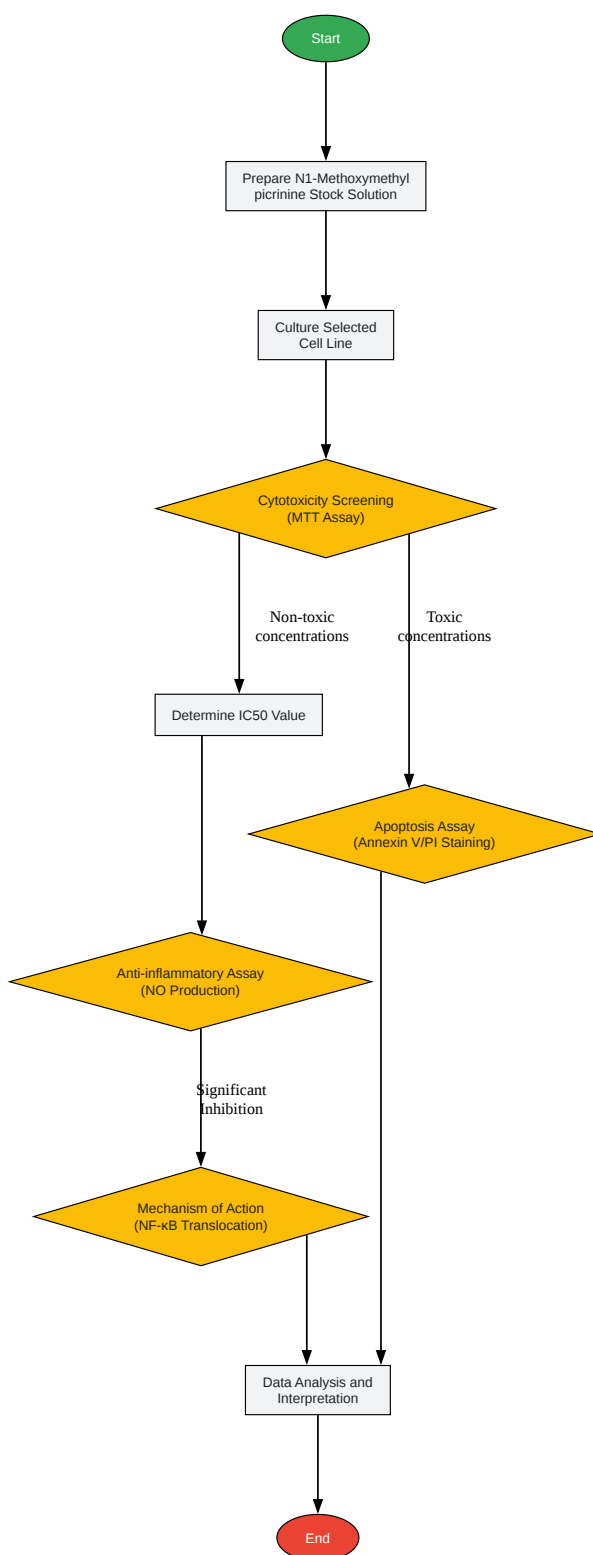 Start
Prepare N1-Methoxymethyl
picrinine Stock Solution
Culture Selected
Cell Line
Cytotoxicity Screening
(MTT Assay)
Non-toxic
concentrations
Toxic
concentrations
Determine IC50 Value
Apoptosis Assay
(Annexin V/PI Staining)
Anti-inflammatory Assay
(NO Production)
Significant
Inhibition
Mechanism of Action
(NF-κB Translocation)
Data Analysis and
Interpretation
End